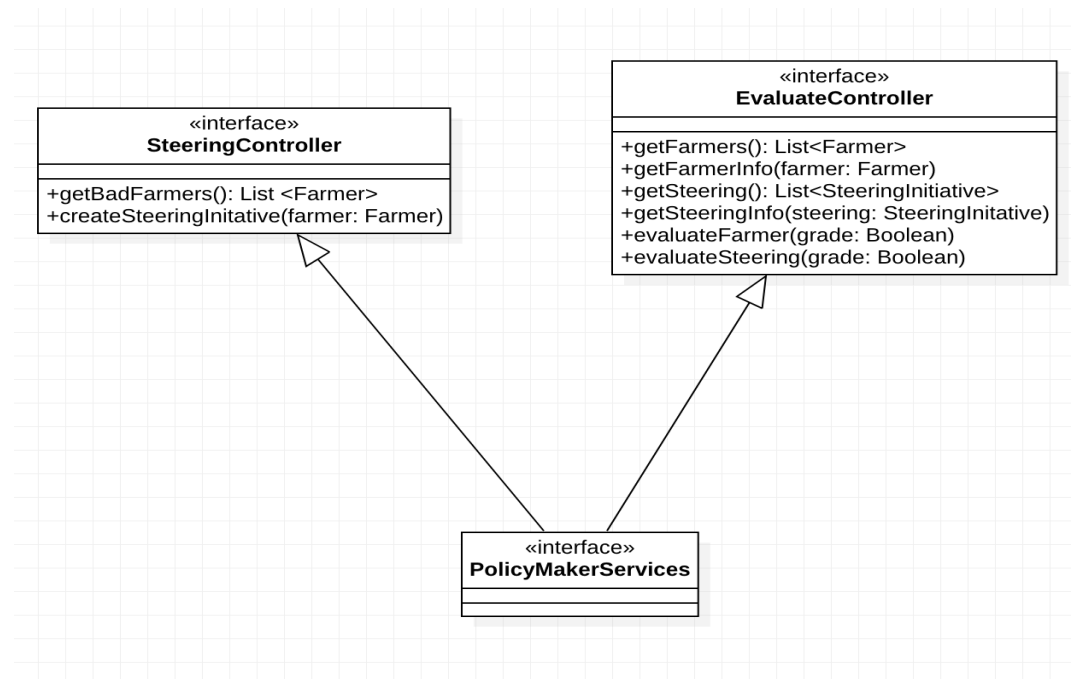 «interface»
SteeringController
+getBadFarmers(): List <Farmer>
+createSteeringInitative(farmer: Farmer)
«interface»
EvaluateController
+getFarmers(): List<Farmer>
+getFarmerInfo(farmer: Farmer)
+getSteering(): List<SteeringInitiative>
+getSteeringInfo(steering: SteeringInitative)
+evaluateFarmer(grade: Boolean)
+evaluateSteering(grade: Boolean)
«interface»
PolicyMakerServices